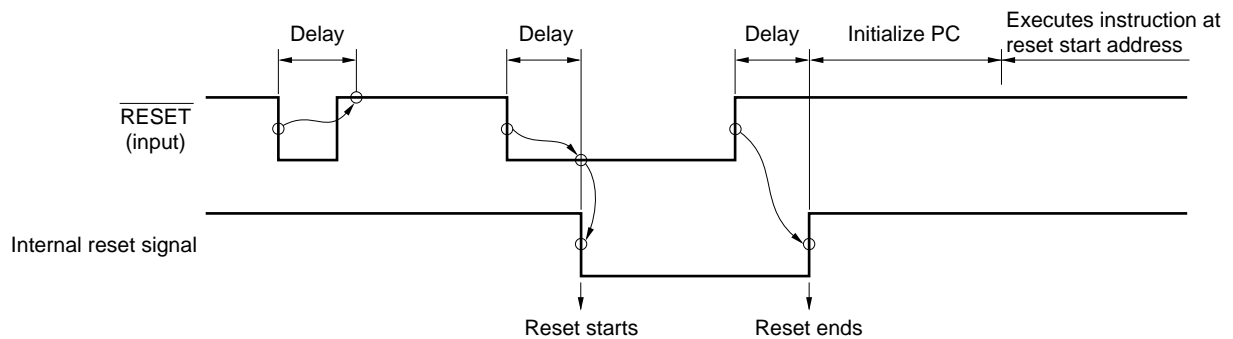 Delay
Delay
Delay
Initialize PC
Executes instruction at
reset start address
RESET
(input)
Internal reset signal
Reset starts
Reset ends